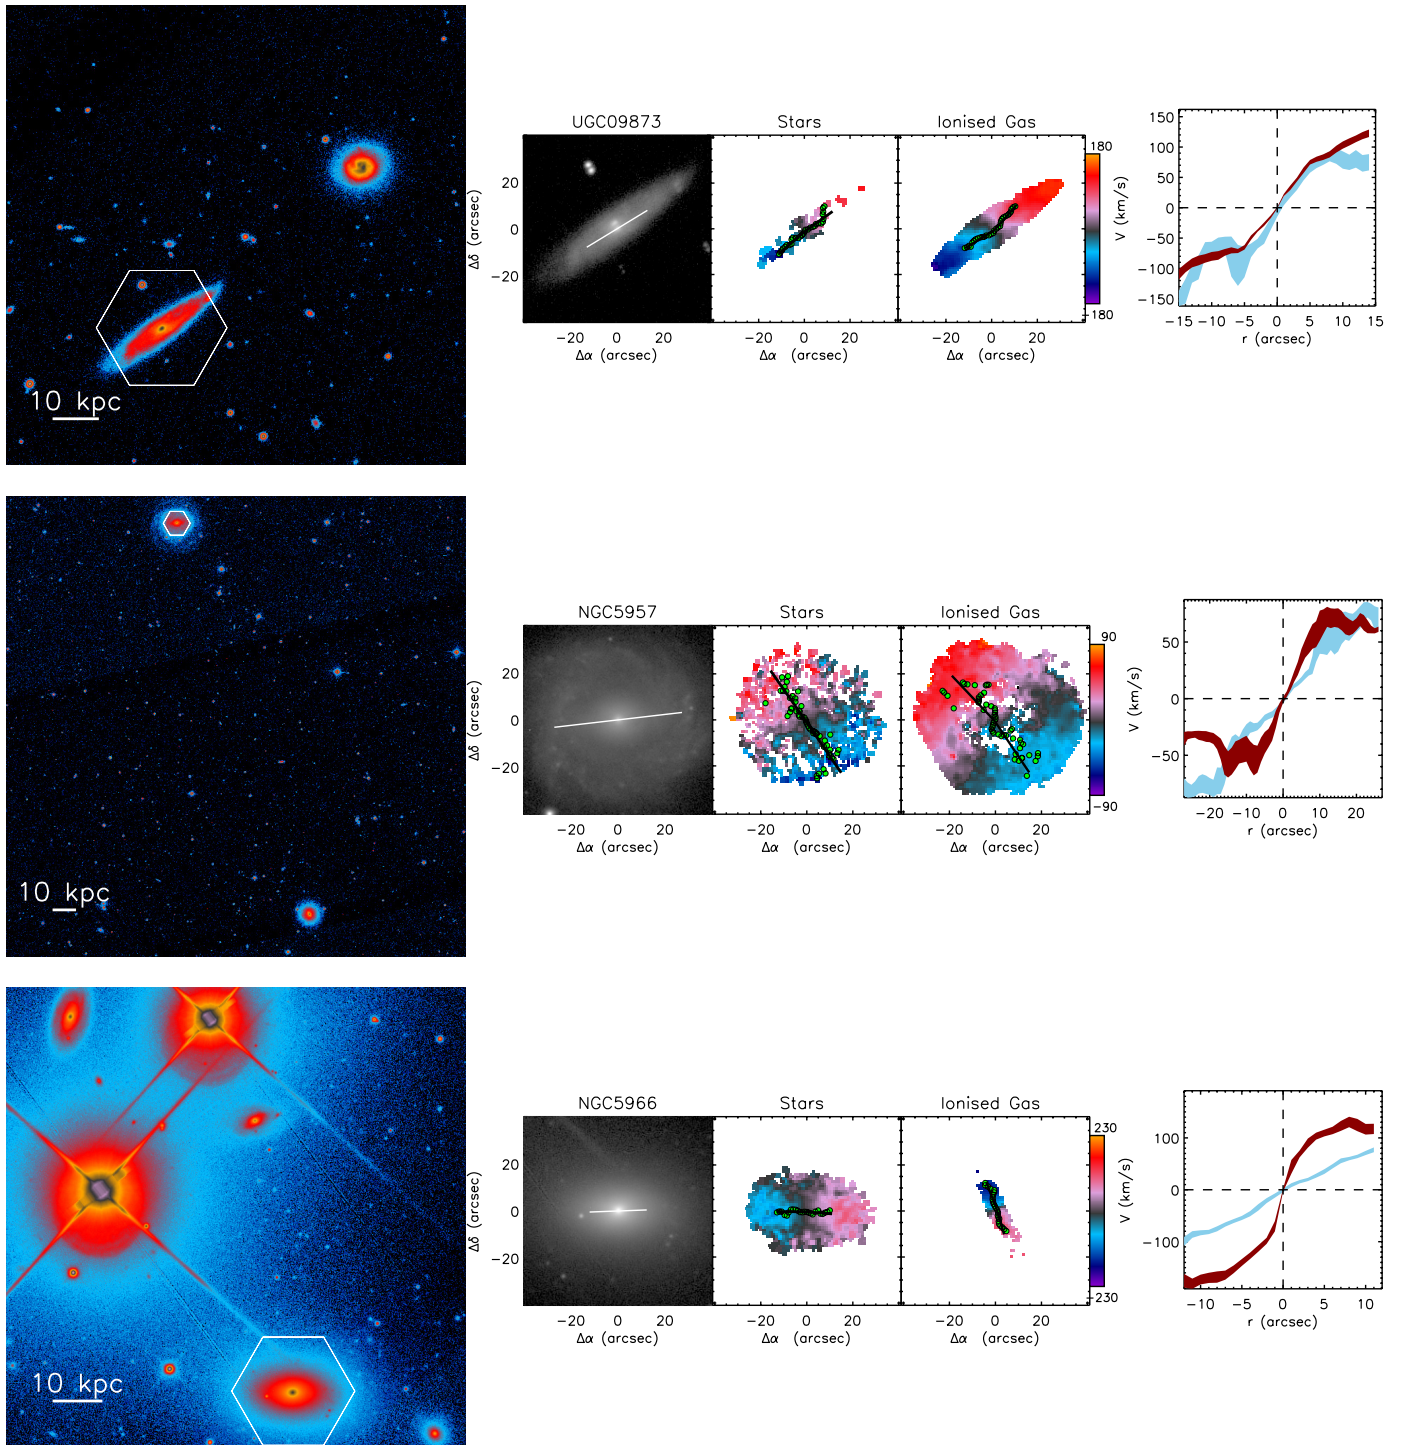 UGC09873
Stars
Ionised Gas
180
-180
20
0
-20
Δδ (arcsec)
-20 0 20
Δα (arcsec)
-20 0 20
Δα (arcsec)
-20 0 20
Δα (arcsec)
150
100
50
0
-50
-100
-150
V (km/s)
-15 -10 -5 0 5 10 15
r (arcsec)
10 kpc
NGC5957
Stars
Ionised Gas
90
-90
20
0
-20
Δδ (arcsec)
-20 0 20
Δα (arcsec)
-20 0 20
Δα (arcsec)
-20 0 20
Δα (arcsec)
50
0
-50
V (km/s)
-20 -10 0 10 20
r (arcsec)
10 kpc
NGC5966
Stars
Ionised Gas
230
-230
20
0
-20
Δδ (arcsec)
-20 0 20
Δα (arcsec)
-20 0 20
Δα (arcsec)
-20 0 20
Δα (arcsec)
100
0
-100
V (km/s)
-10 -5 0 5 10
r (arcsec)
10 kpc